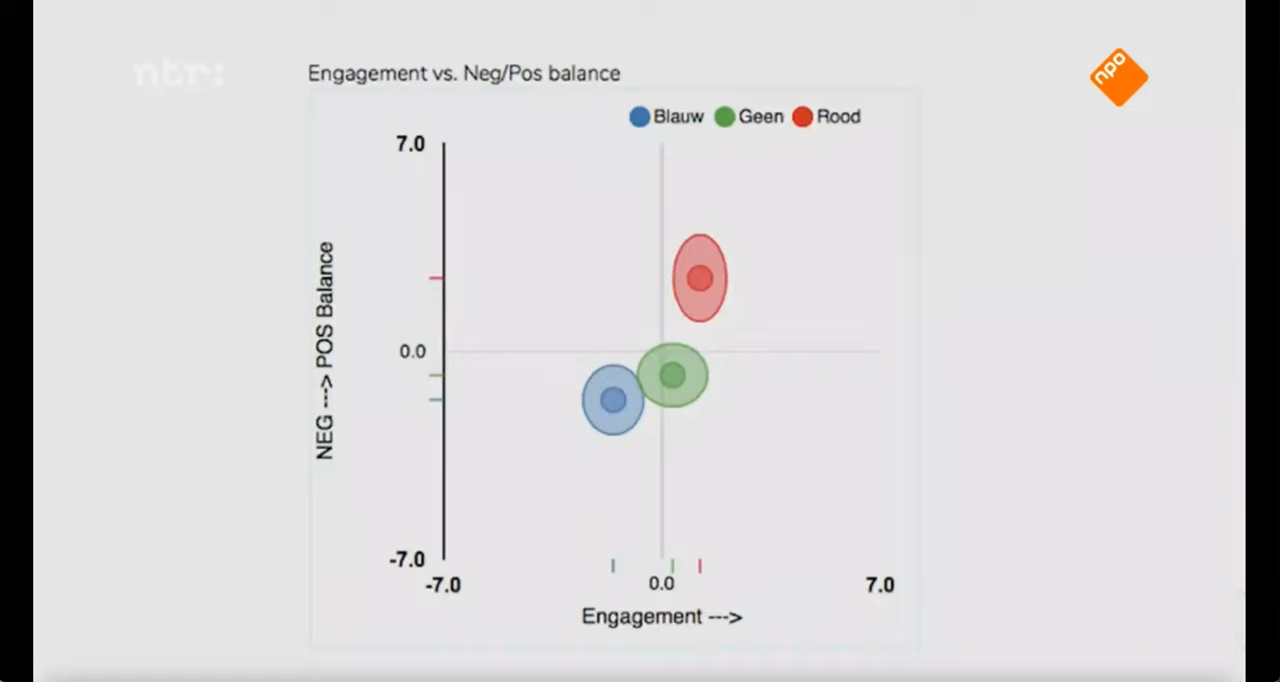 ntr:
npo
Engagement vs. Neg/Pos balance
Blauw Geen Rood
7.0
NEG ---> POS Balance
0.0
-7.0
-7.0 0.0 7.0
Engagement --->